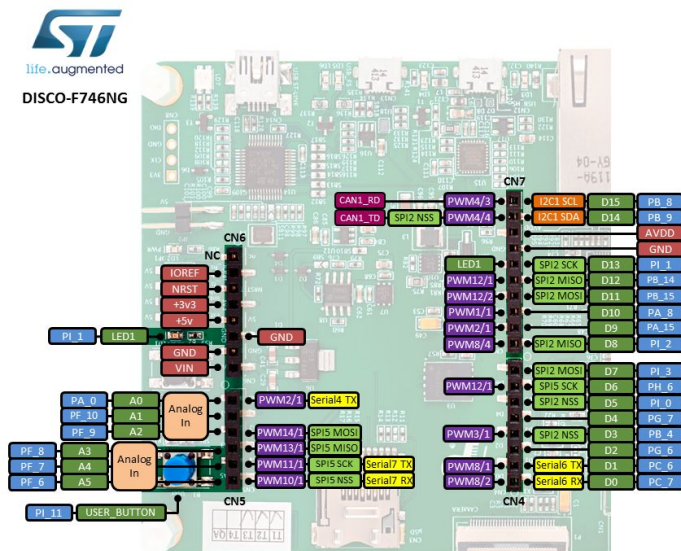 ST
life.augmented
DISCO-F746NG
CN7
CAN1_RD PWM4/3 I2C1 SCL D15 PB_8
CAN1_TD SPI2 NSS PWM4/4 I2C1 SDA D14 PB_9
AVDD
GND
LED1 SPI2 SCK D13 PI_1
PWM12/1 SPI2 MISO D12 PB_14
PWM12/2 SPI2 MOSI D11 PB_15
PWM1/1 D10 PA_8
PWM2/1 D9 PA_15
PWM8/4 SPI2 MISO D8 PI_2
SPI2 MOSI D7 PI_3
PWM12/1 SPI5 SCK D6 PH_6
SPI2 NSS D5 PI_0
D4 PG_7
PWM3/1 SPI2 NSS D3 PB_4
D2 PG_6
PWM8/1 Serial6 TX D1 PC_6
PWM8/2 Serial6 RX D0 PC_7
CN4
CN6
NC
IOREF
NRST
+3v3
+5v
PI_1 LED1 GND
GND
VIN
PA_0 A0 Analog In PWM2/1 Serial4 TX
PF_10 A1
PF_9 A2 PWM14/1 SPI5 MOSI
PF_8 A3 Analog In PWM13/1 SPI5 MISO
PF_7 A4 PWM11/1 SPI5 SCK Serial7 TX
PF_6 A5 PWM10/1 SPI5 NSS Serial7 RX
CN5
PI_11 USER_BUTTON